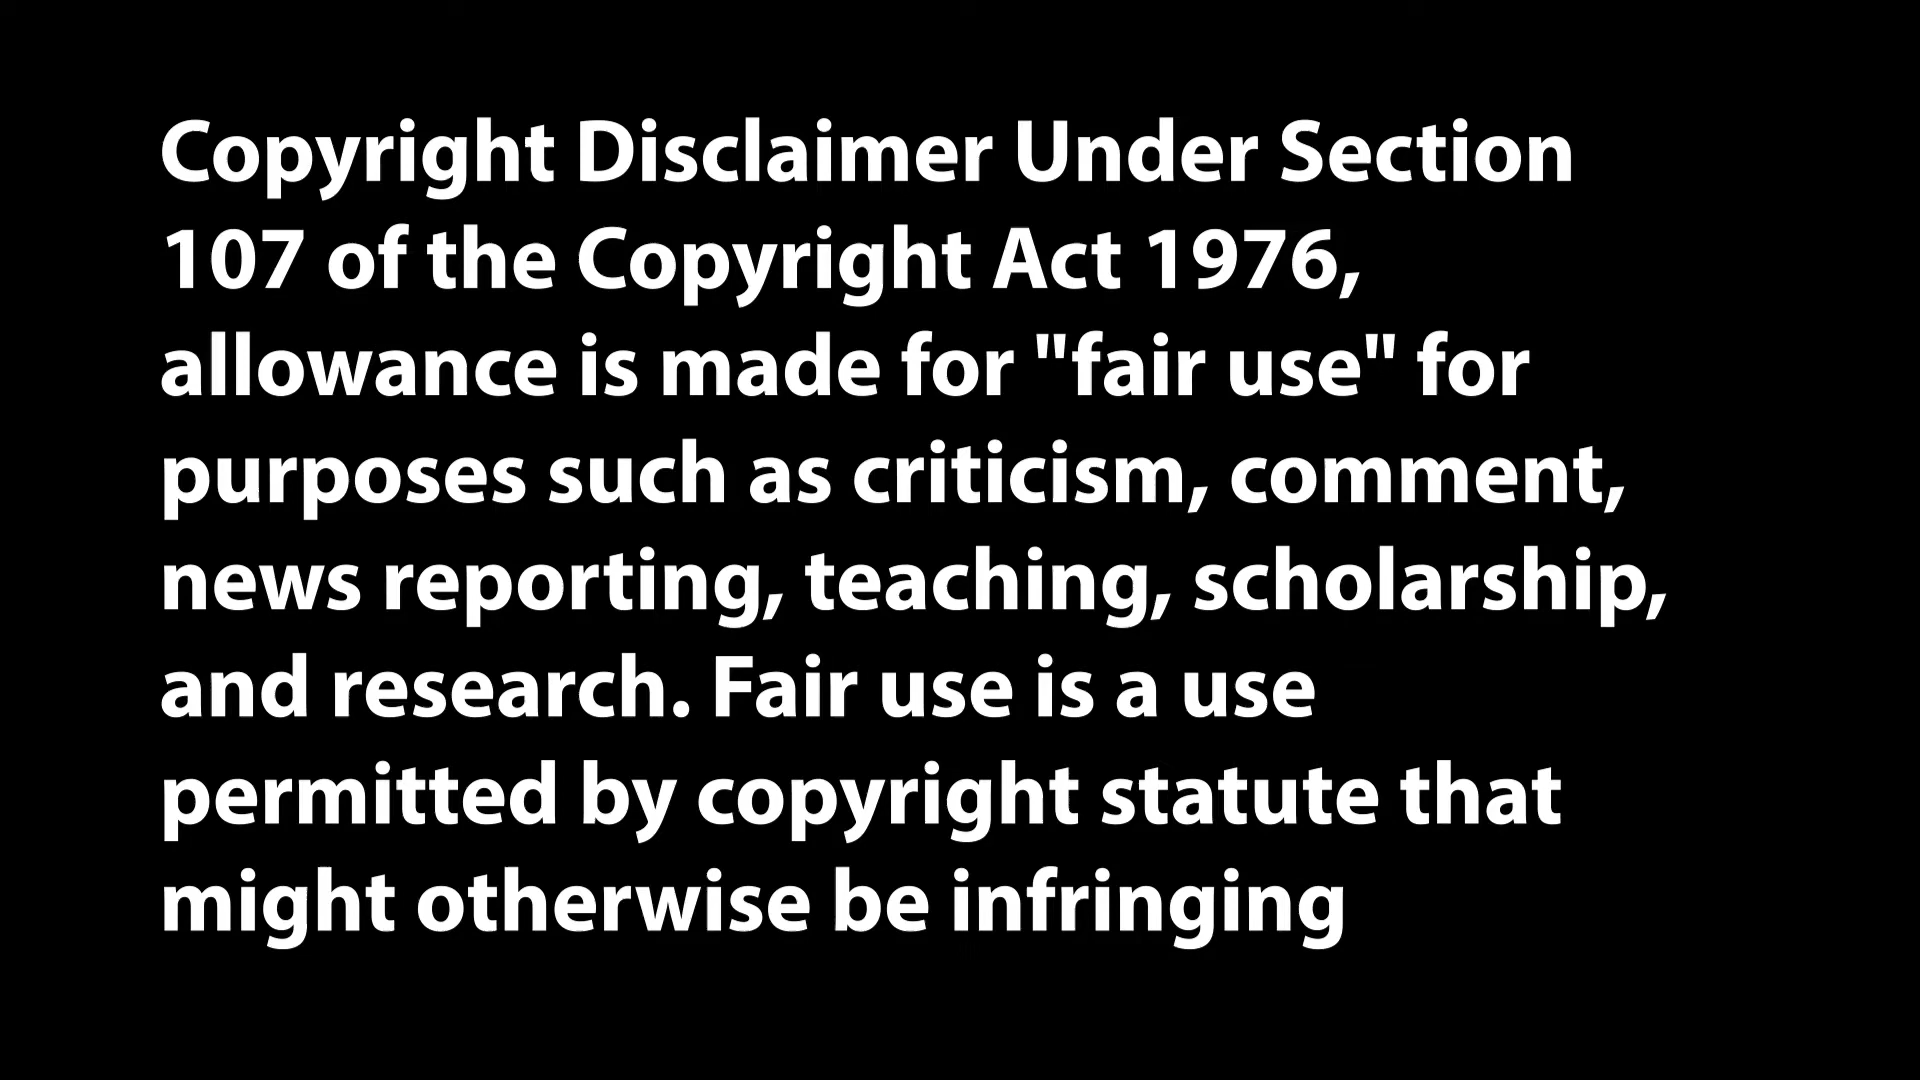 Copyright Disclaimer Under Section
107 of the Copyright Act 1976,
allowance is made for "fair use" for
purposes such as criticism, comment,
news reporting, teaching, scholarship,
and research. Fair use is a use
permitted by copyright statute that
might otherwise be infringing